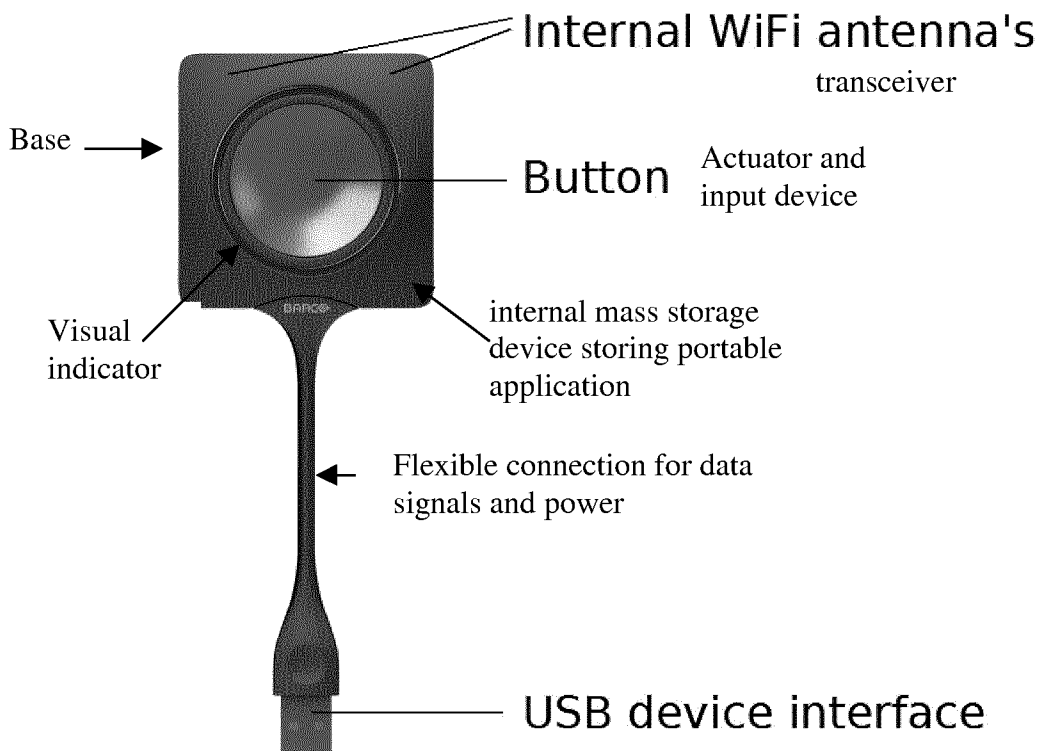 Internal WiFi antenna's
transceiver
Base
Button
Actuator and
input device
BARCO
Visual
indicator
internal mass storage
device storing portable
application
Flexible connection for data
signals and power
USB device interface